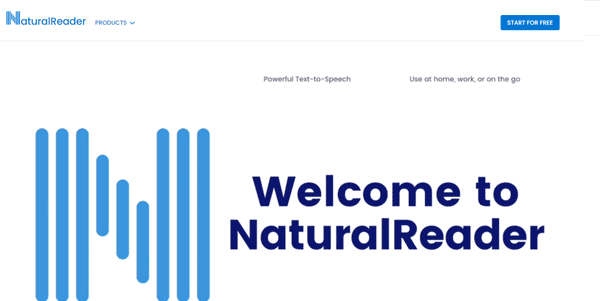 NaturalReader PRODUCTS START FOR FREE
Powerful Text-to-Speech Use at home, work, or on the go
Welcome to
NaturalReader